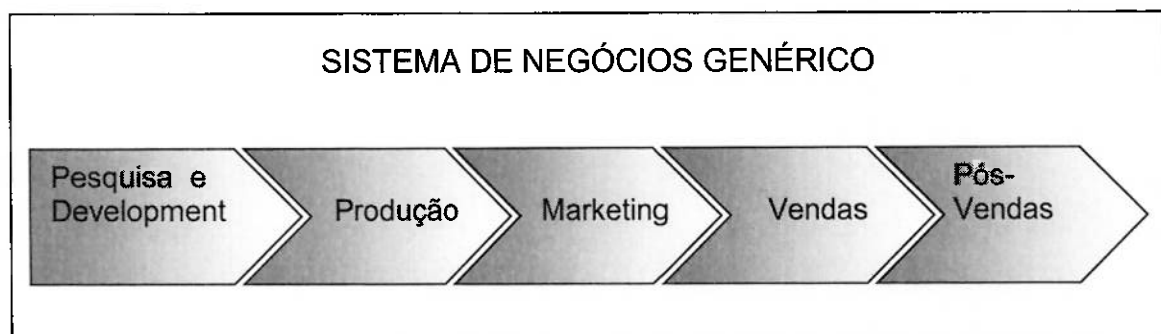 SISTEMA DE NEGÓCIOS GENÉRICO
Pesquisa e
Development
Produção
Marketing
Vendas
Pós-
Vendas